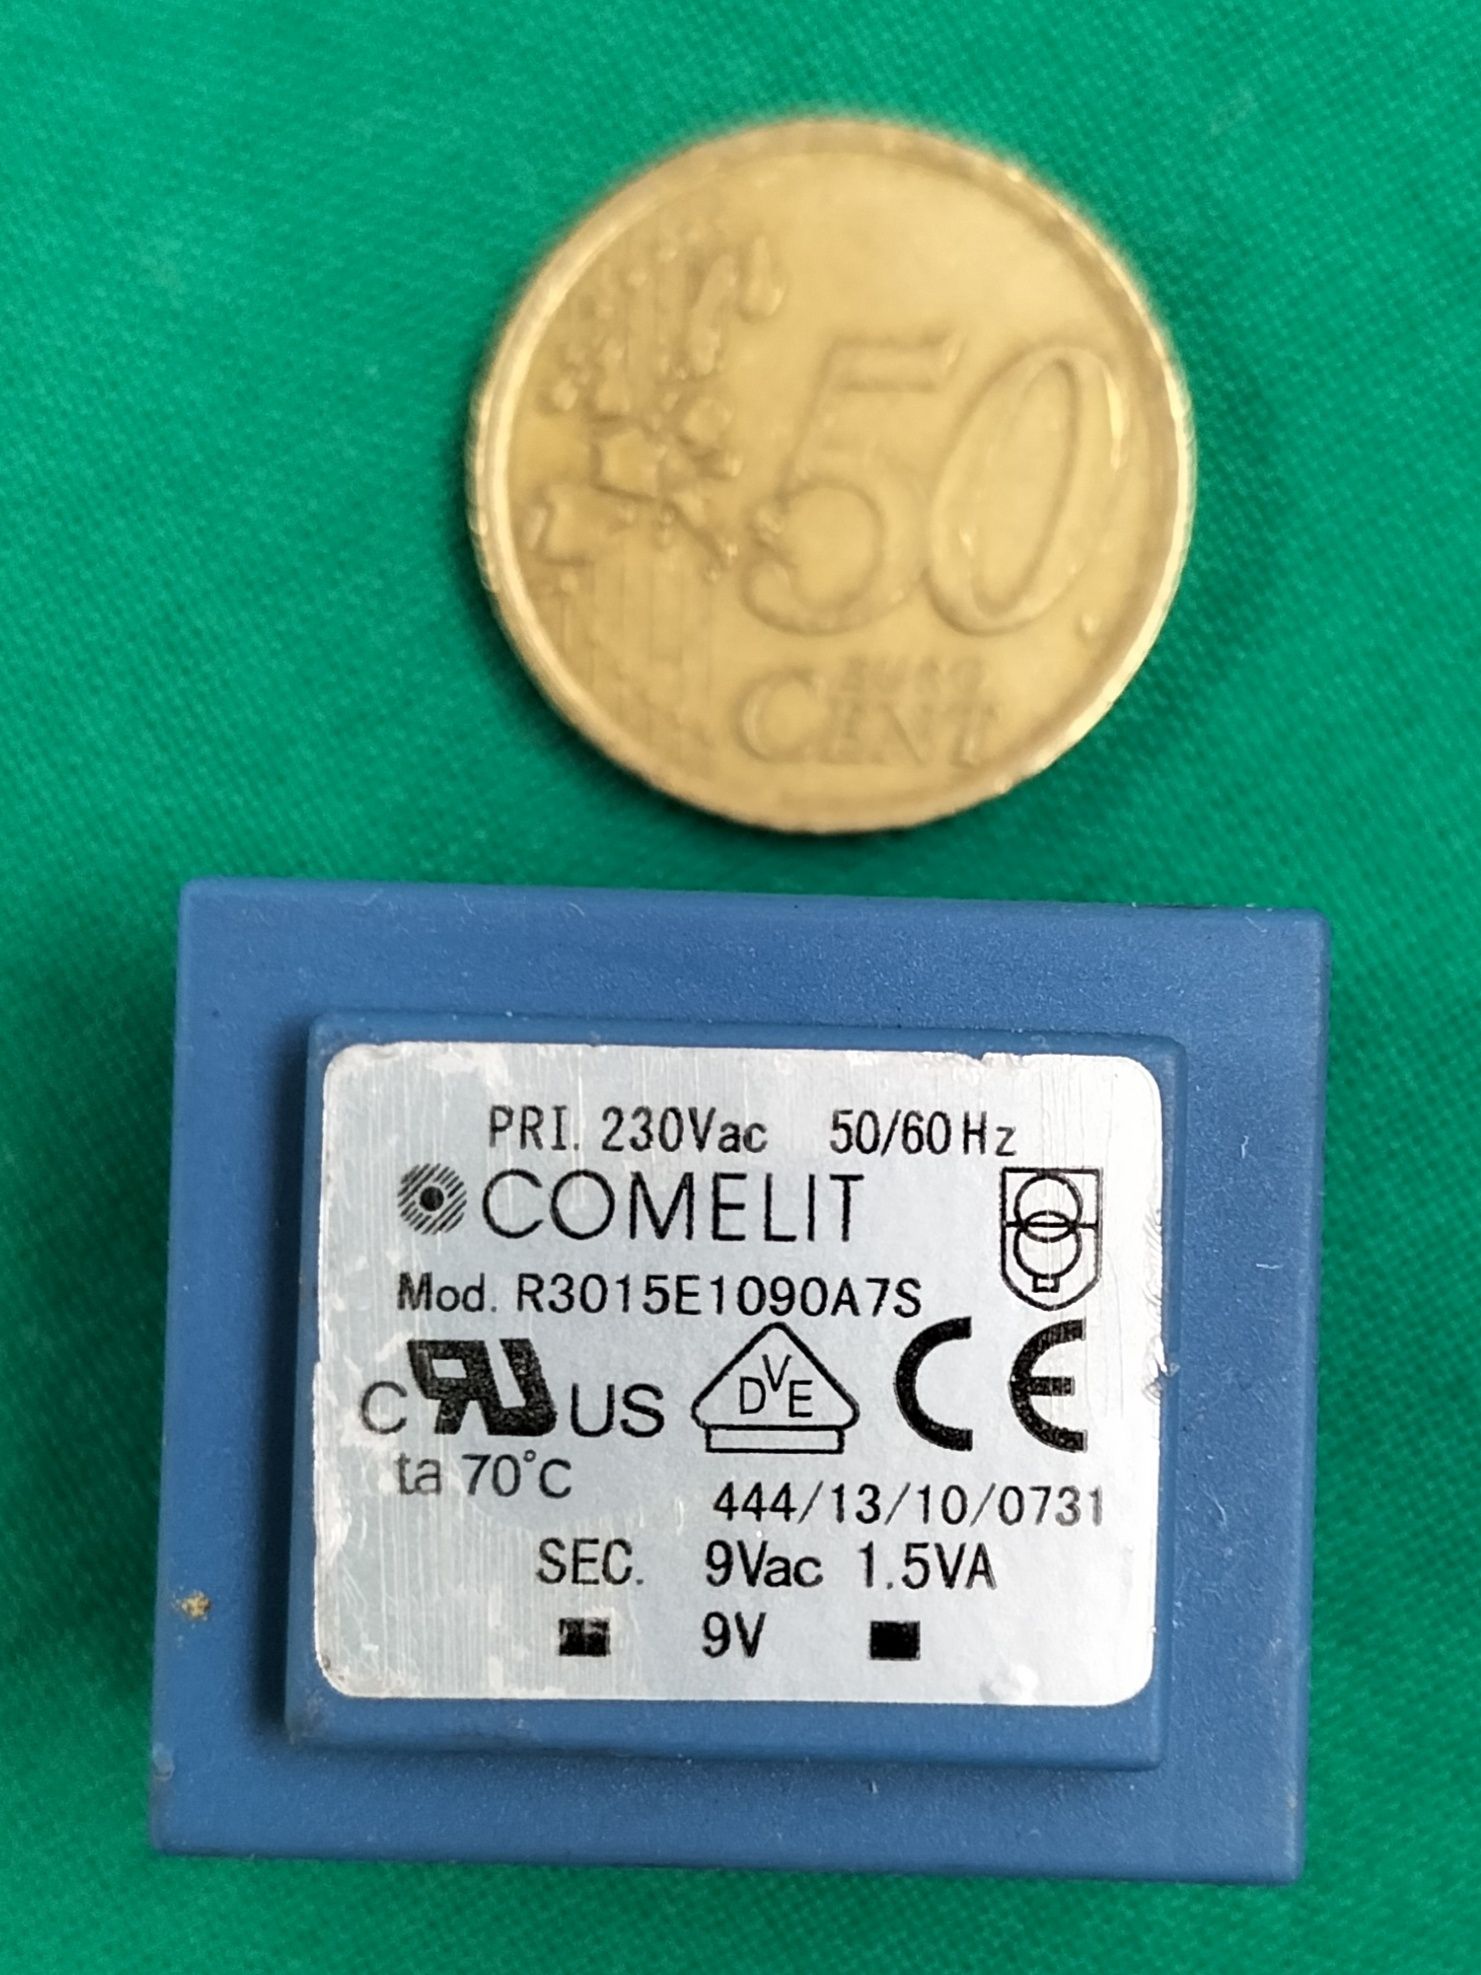 50
EURO
CENT
PRI. 230Vac 50/60Hz
COMELIT
Mod. R3015E1090A7S
C RU US DVE CE
ta 70°C
444/13/10/0731
SEC. 9Vac 1.5VA
9V